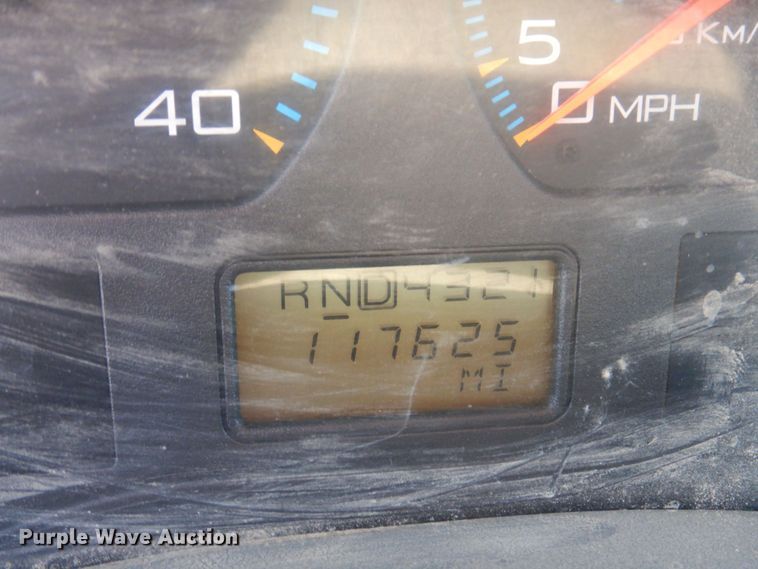 40
5
Km/
0 MPH
RND4321
117625
MI
Purple Wave Auction